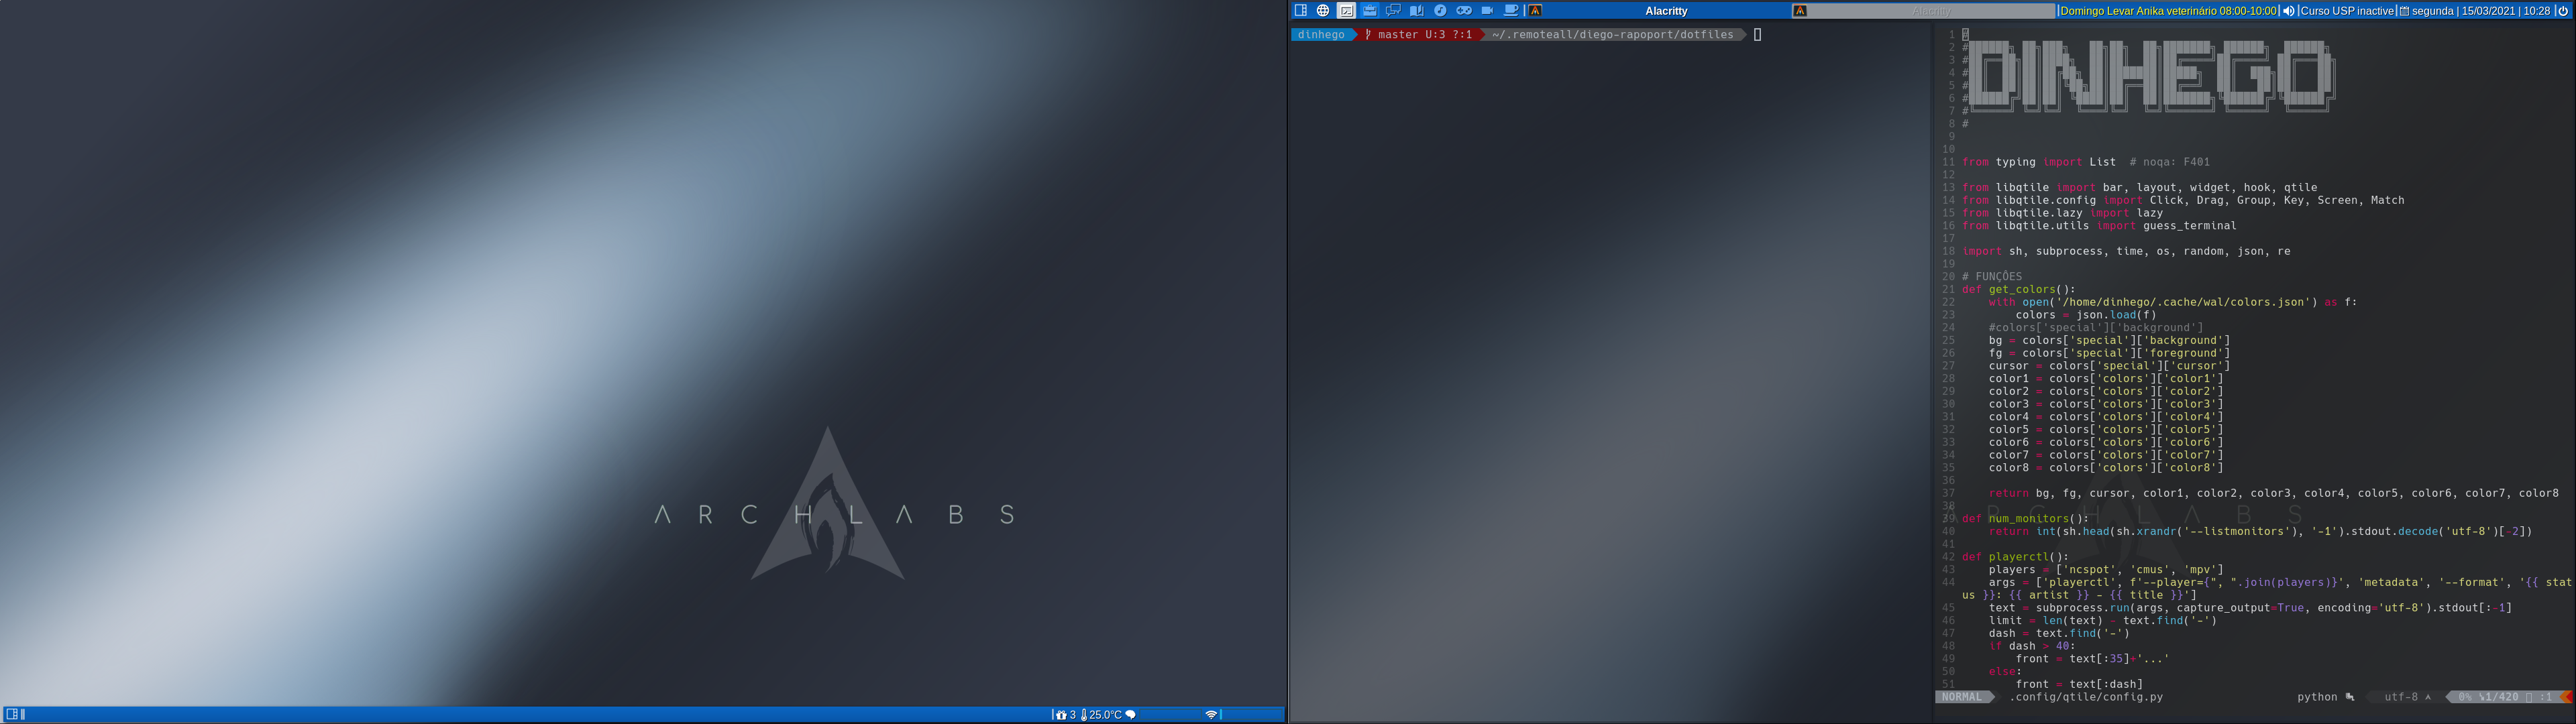 ARCHLABS
3 25.0°C
Alacritty
Alacritty
Domingo Levar Anika veterinário 08:00-10:00
Curso USP inactive
segunda | 15/03/2021 | 10:28
dinhego master U:3 ?:1 ~/.remoteall/diego-rapoport/dotfiles
1 #
2 #
3 #
4 #
5 #
6 #
7 #
DINHEGO
8 #
9
10
11 from typing import List  # noqa: F401
12
13 from libqtile import bar, layout, widget, hook, qtile
14 from libqtile.config import Click, Drag, Group, Key, Screen, Match
15 from libqtile.lazy import lazy
16 from libqtile.utils import guess_terminal
17
18 import sh, subprocess, time, os, random, json, re
19
20 # FUNÇÕES
21 def get_colors():
22     with open('/home/dinhego/.cache/wal/colors.json') as f:
23         colors = json.load(f)
24     #colors['special']['background']
25     bg = colors['special']['background']
26     fg = colors['special']['foreground']
27     cursor = colors['special']['cursor']
28     color1 = colors['colors']['color1']
29     color2 = colors['colors']['color2']
30     color3 = colors['colors']['color3']
31     color4 = colors['colors']['color4']
32     color5 = colors['colors']['color5']
33     color6 = colors['colors']['color6']
34     color7 = colors['colors']['color7']
35     color8 = colors['colors']['color8']
36
37     return bg, fg, cursor, color1, color2, color3, color4, color5, color6, color7, color8
38
39 def num_monitors():
40     return int(sh.head(sh.xrandr('--listmonitors'), '-1').stdout.decode('utf-8')[-2])
41
42 def playerctl():
43     players = ['ncspot', 'cmus', 'mpv']
44     args = ['playerctl', f'--player={", ".join(players)}', 'metadata', '--format', '{{ stat
us }}: {{ artist }} - {{ title }}']
45     text = subprocess.run(args, capture_output=True, encoding='utf-8').stdout[:-1]
46     limit = len(text) - text.find('-')
47     dash = text.find('-')
48     if dash > 40:
49         front = text[:35]+'...'
50     else:
51         front = text[:dash]
NORMAL .config/qtile/config.py python utf-8 0% 1/420 :1